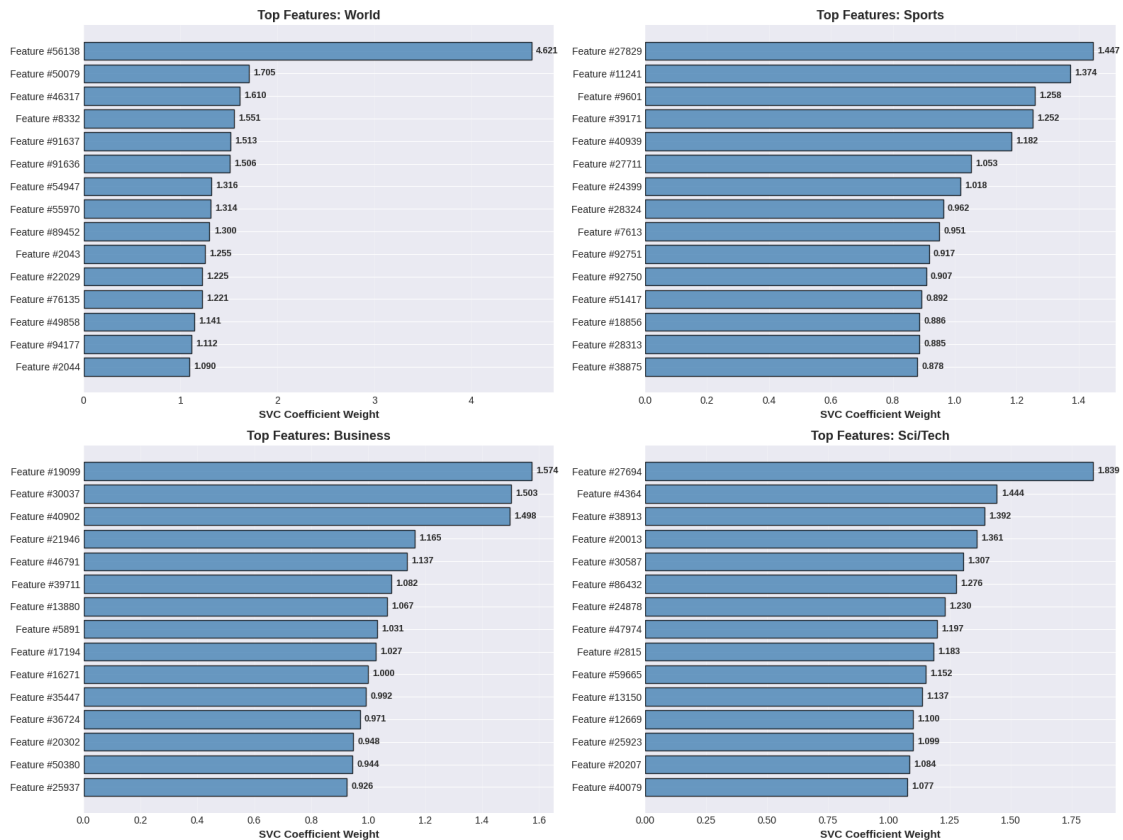 Top Features: World
Feature #56138 4.621
Feature #50079 1.705
Feature #46317 1.610
Feature #8332 1.551
Feature #91637 1.513
Feature #91636 1.506
Feature #54947 1.316
Feature #55970 1.314
Feature #89452 1.300
Feature #2043 1.255
Feature #22029 1.225
Feature #76135 1.221
Feature #49858 1.141
Feature #94177 1.112
Feature #2044 1.090
0 1 2 3 4
SVC Coefficient Weight
Top Features: Sports
Feature #27829 1.447
Feature #11241 1.374
Feature #9601 1.258
Feature #39171 1.252
Feature #40939 1.182
Feature #27711 1.053
Feature #24399 1.018
Feature #28324 0.962
Feature #7613 0.951
Feature #92751 0.917
Feature #92750 0.907
Feature #51417 0.892
Feature #18856 0.886
Feature #28313 0.885
Feature #38875 0.878
0.0 0.2 0.4 0.6 0.8 1.0 1.2 1.4
SVC Coefficient Weight
Top Features: Business
Feature #19099 1.574
Feature #30037 1.503
Feature #40902 1.498
Feature #21946 1.165
Feature #46791 1.137
Feature #39711 1.082
Feature #13880 1.067
Feature #5891 1.031
Feature #17194 1.027
Feature #16271 1.000
Feature #35447 0.992
Feature #36724 0.971
Feature #20302 0.948
Feature #50380 0.944
Feature #25937 0.926
0.0 0.2 0.4 0.6 0.8 1.0 1.2 1.4 1.6
SVC Coefficient Weight
Top Features: Sci/Tech
Feature #27694 1.839
Feature #4364 1.444
Feature #38913 1.392
Feature #20013 1.361
Feature #30587 1.307
Feature #86432 1.276
Feature #24878 1.230
Feature #47974 1.197
Feature #2815 1.183
Feature #59665 1.152
Feature #13150 1.137
Feature #12669 1.100
Feature #25923 1.099
Feature #20207 1.084
Feature #40079 1.077
0.00 0.25 0.50 0.75 1.00 1.25 1.50 1.75
SVC Coefficient Weight